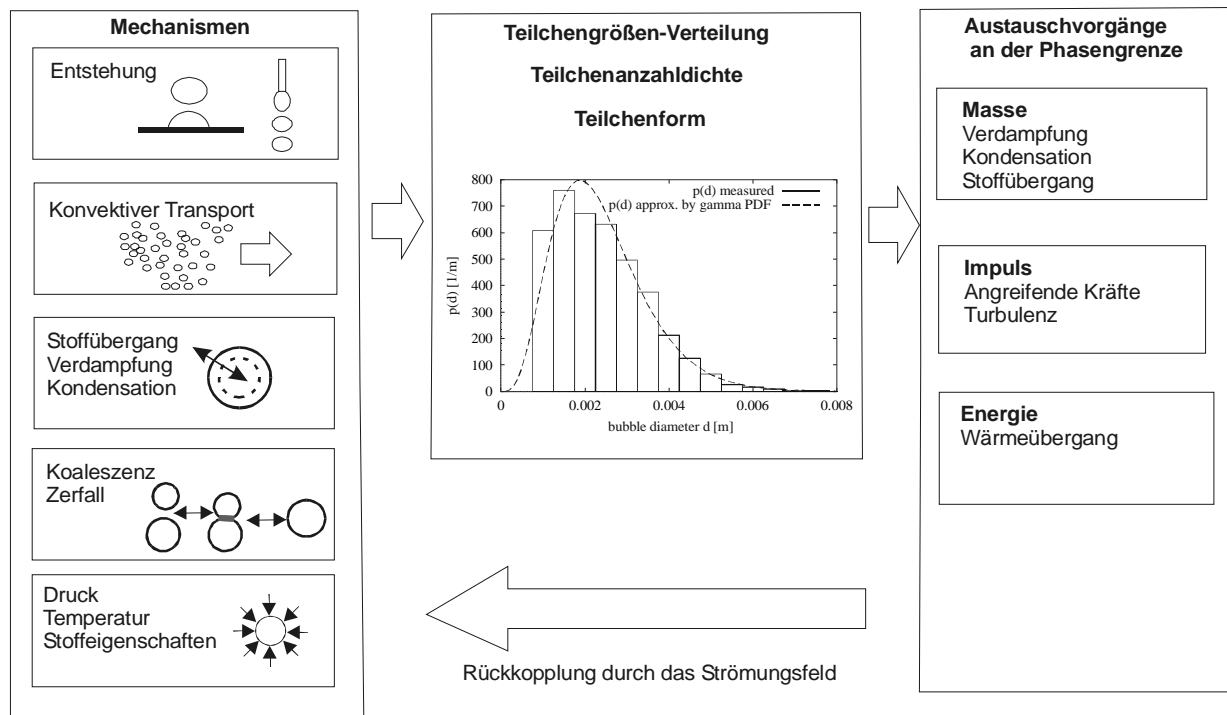 Mechanismen
Entstehung
Konvektiver Transport
Stoffübergang
Verdampfung
Kondensation
Koaleszenz
Zerfall
Druck
Temperatur
Stoffeigenschaften
Teilchengrößen-Verteilung
Teilchenanzahldichte
Teilchenform
p(d) measured
p(d) approx. by gamma PDF
p(d) [1/m]
800
700
600
500
400
300
200
100
0
0 0.002 0.004 0.006 0.008
bubble diameter d [m]
Rückkopplung durch das Strömungsfeld
Austauschvorgänge
an der Phasengrenze
Masse
Verdampfung
Kondensation
Stoffübergang
Impuls
Angreifende Kräfte
Turbulenz
Energie
Wärmeübergang